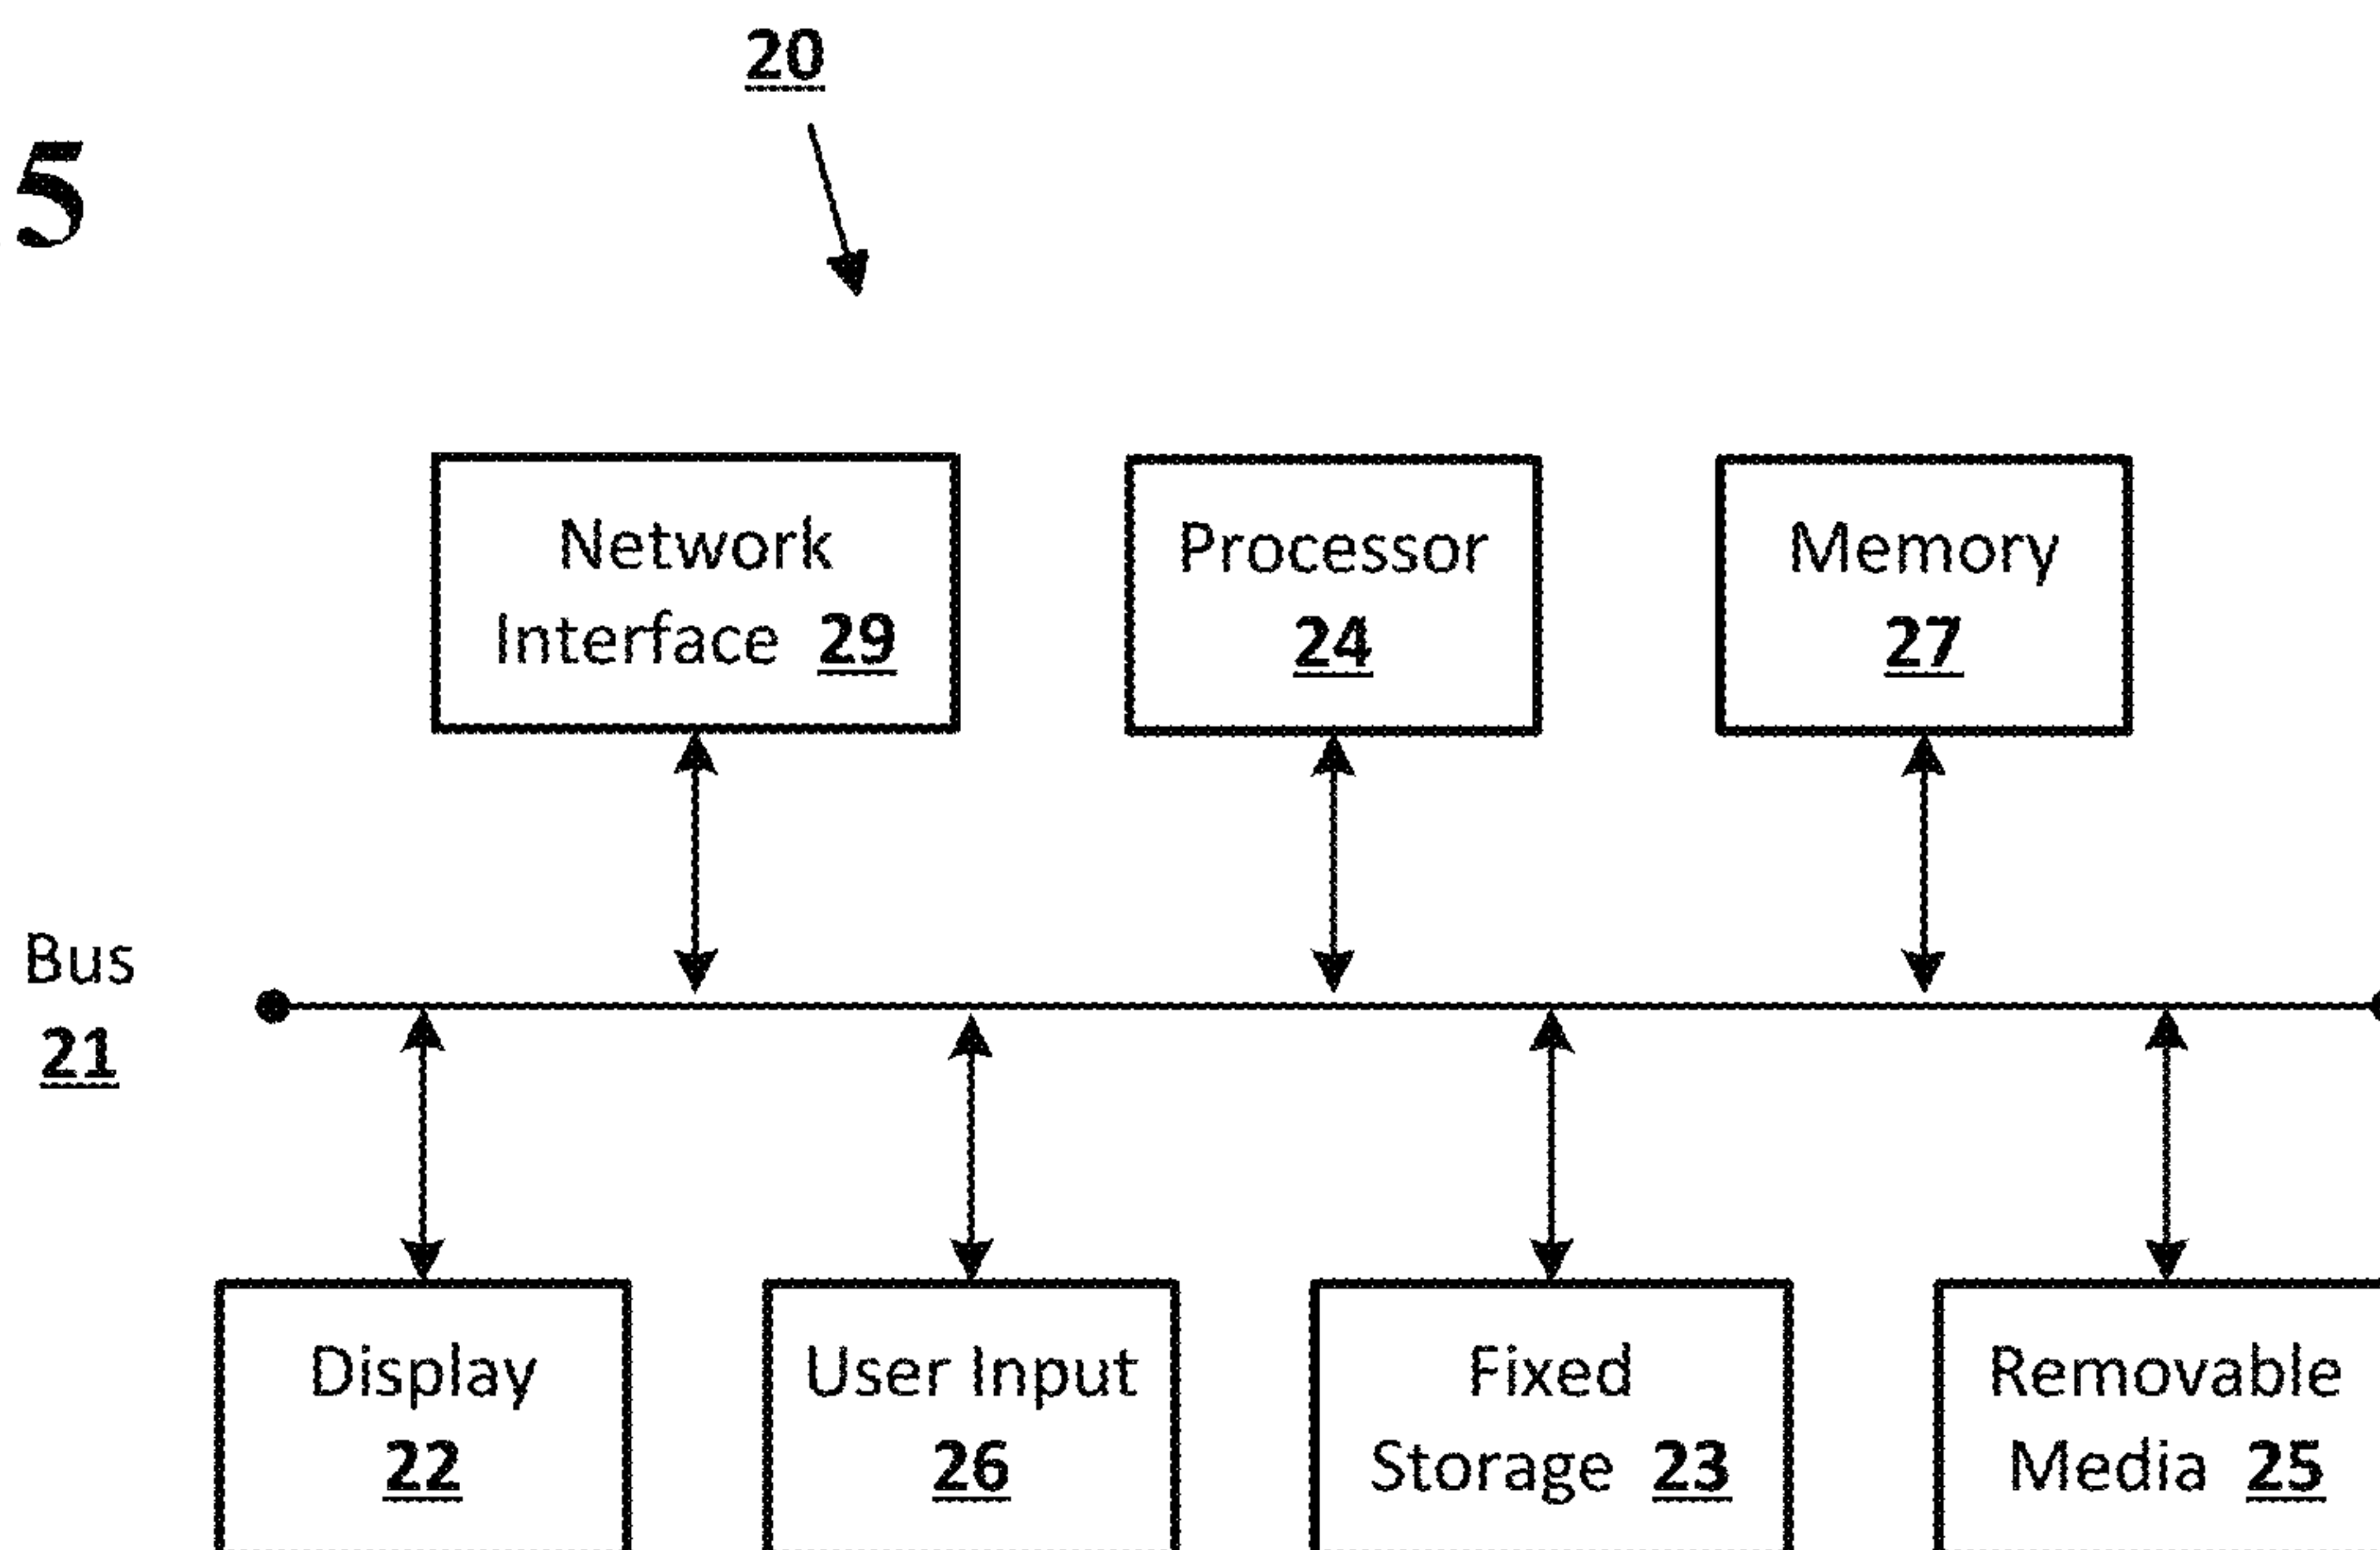 20
5
Network
Interface 29
Processor
24
Memory
27
Bus
21
Display
22
User Input
26
Fixed
Storage 23
Removable
Media 25